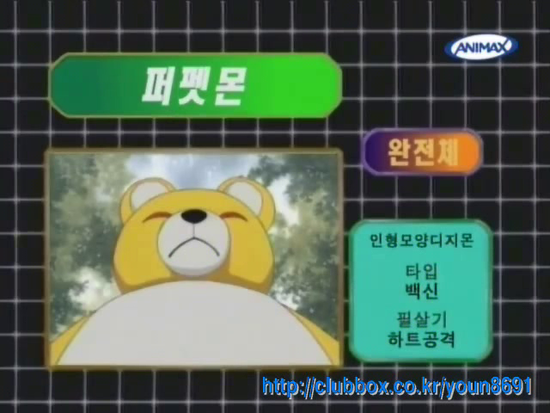 ANIMAX
퍼펫몬
완전체
인형모양디지몬
타입
백신
필살기
하트공격
http://clubbox.co.kr/youn8691